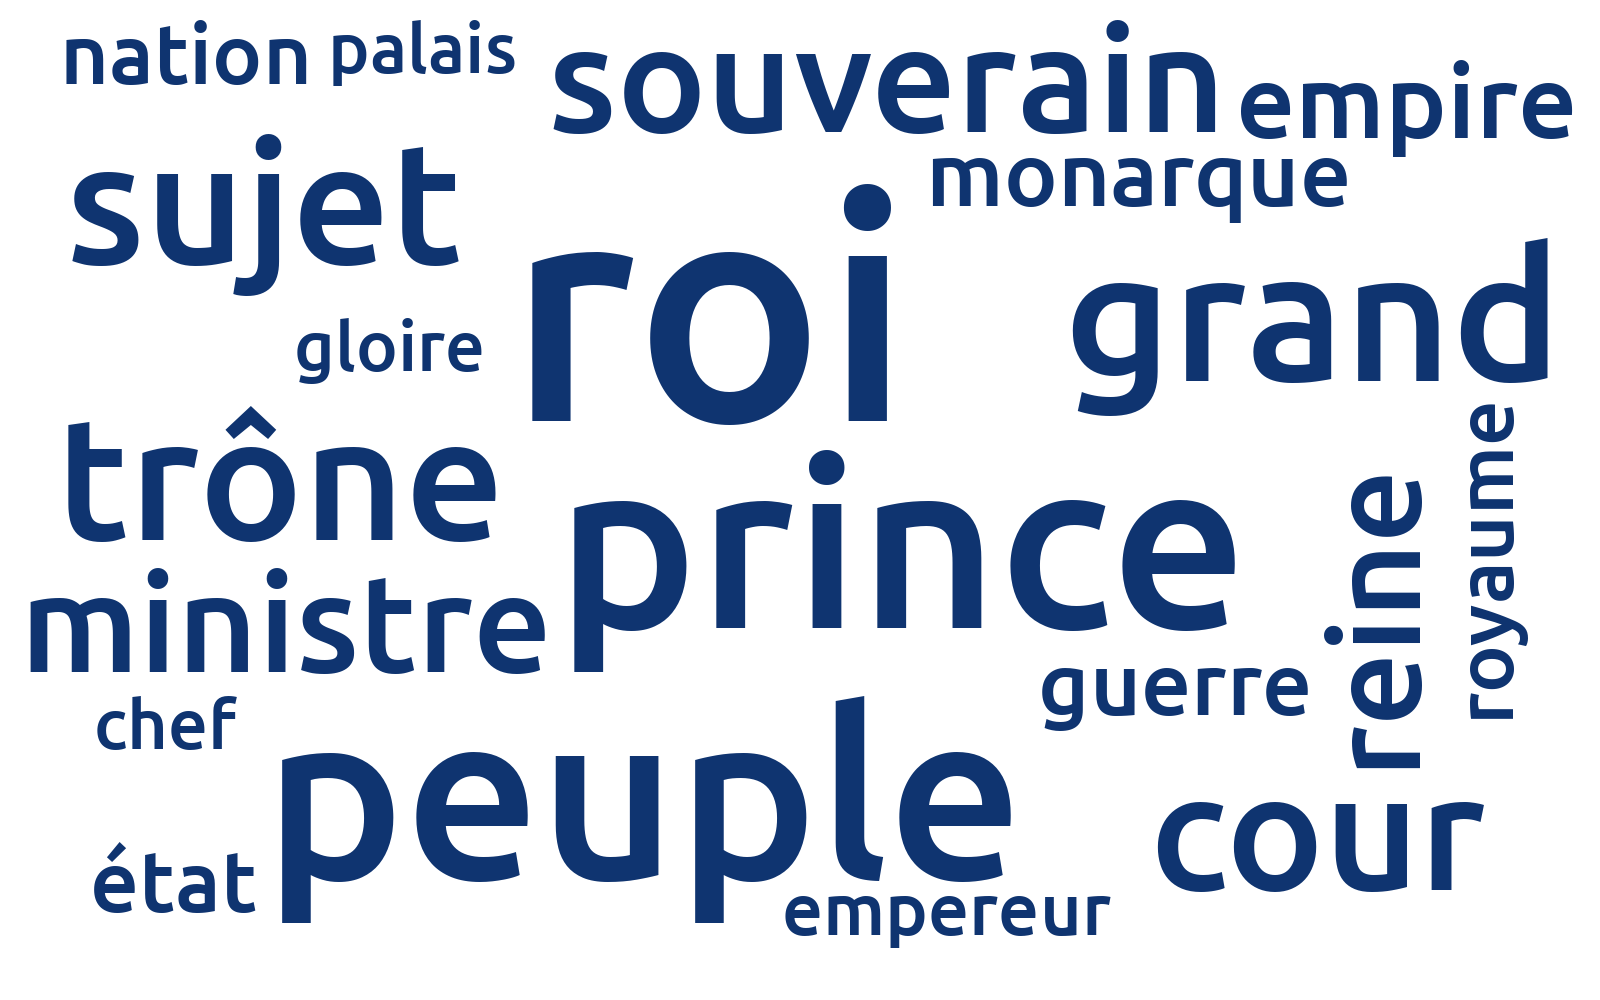 nation
palais
souverain
empire
sujet
monarque
roi
grand
gloire
trône
prince
reine
royaume
ministre
guerre
chef
peuple
cour
état
empereur